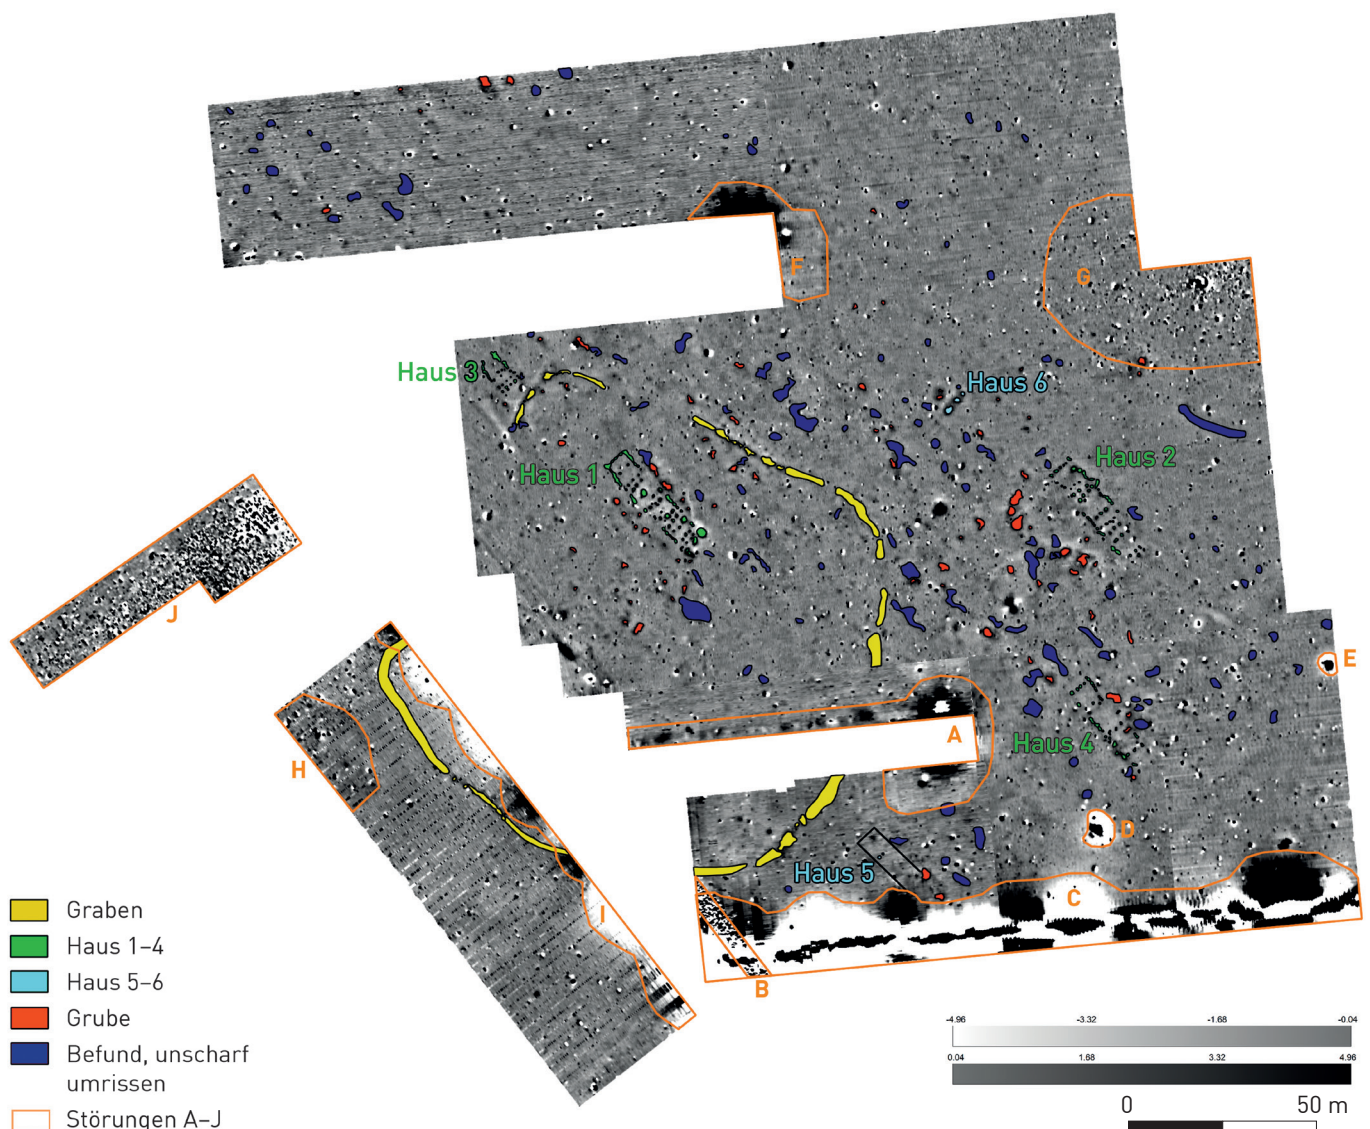 F
G
Haus 3
Haus 6
Haus 1
Haus 2
J
E
H
A
Haus 4
D
Haus 5
I
C
B
Graben
Haus 1–4
Haus 5–6
Grube
Befund, unscharf
umrissen
Störungen A–J
-4.96 -3.32 -1.68 -0.04
0.04 1.68 3.32 4.96
0 50 m